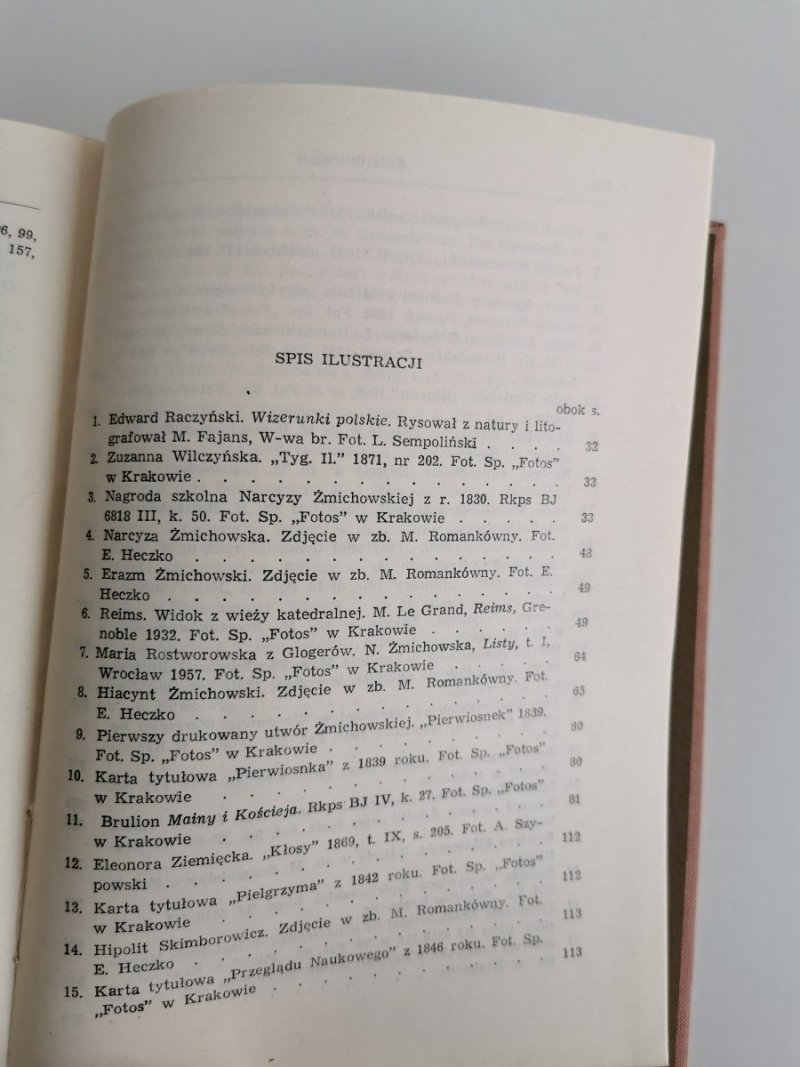 6, 99,
157,
SPIS ILUSTRACJI
obok s.
1. Edward Raczyński. Wizerunki polskie. Rysował z natury i lito-
grafował M. Fajans, W-wa br. Fot. L. Sempoliński . . . . 32
2. Zuzanna Wilczyńska. „Tyg. Il.” 1871, nr 202. Fot. Sp. „Fotos”
w Krakowie . . . . . . . . . . . . . . 33
3. Nagroda szkolna Narcyzy Żmichowskiej z r. 1830. Rkps BJ
6818 III, k. 50. Fot. Sp. „Fotos” w Krakowie . . . . . 33
4. Narcyza Żmichowska. Zdjęcie w zb. M. Romankówny. Fot.
E. Heczko . . . . . . . . . . . . . . 48
5. Erazm Żmichowski. Zdjęcie w zb. M. Romankówny. Fot. E.
Heczko . . . . . . . . . . . . . . . 49
6. Reims. Widok z wieży katedralnej. M. Le Grand, Reims, Gre-
noble 1932. Fot. Sp. „Fotos” w Krakowie . . . . . . 49
7. Maria Rostworowska z Glogerów. N. Żmichowska, Listy, t. I,
Wrocław 1957. Fot. Sp. „Fotos” w Krakowie . . . . . 64
8. Hiacynt Żmichowski. Zdjęcie w zb. M. Romankówny. Fot.
E. Heczko . . . . . . . . . . . . . . 65
9. Pierwszy drukowany utwór Żmichowskiej. „Pierwiosnek” 1839.
Fot. Sp. „Fotos” w Krakowie . . . . . . . . . 80
10. Karta tytułowa „Pierwiosnka” z 1839 roku. Fot. Sp. „Fotos”
w Krakowie . . . . . . . . . . . . . 80
11. Brulion Mainy i Kościeja. Rkps BJ IV, k. 27. Fot. Sp. „Fotos”
w Krakowie . . . . . . . . . . . . . 81
12. Eleonora Ziemięcka. „Kłosy” 1869, t. IX, s. 205. Fot. A. Szy-
powski . . . . . . . . . . . . . . . 112
13. Karta tytułowa „Pielgrzyma” z 1842 roku. Fot. Sp. „Fotos”
w Krakowie . . . . . . . . . . . . . 112
14. Hipolit Skimborowicz. Zdjęcie w zb. M. Romankówny. Fot.
E. Heczko . . . . . . . . . . . . . . 113
15. Karta tytułowa „Przeglądu Naukowego” z 1846 roku. Fot. Sp.
„Fotos” w Krakowie . . . . . . . . . . . 113